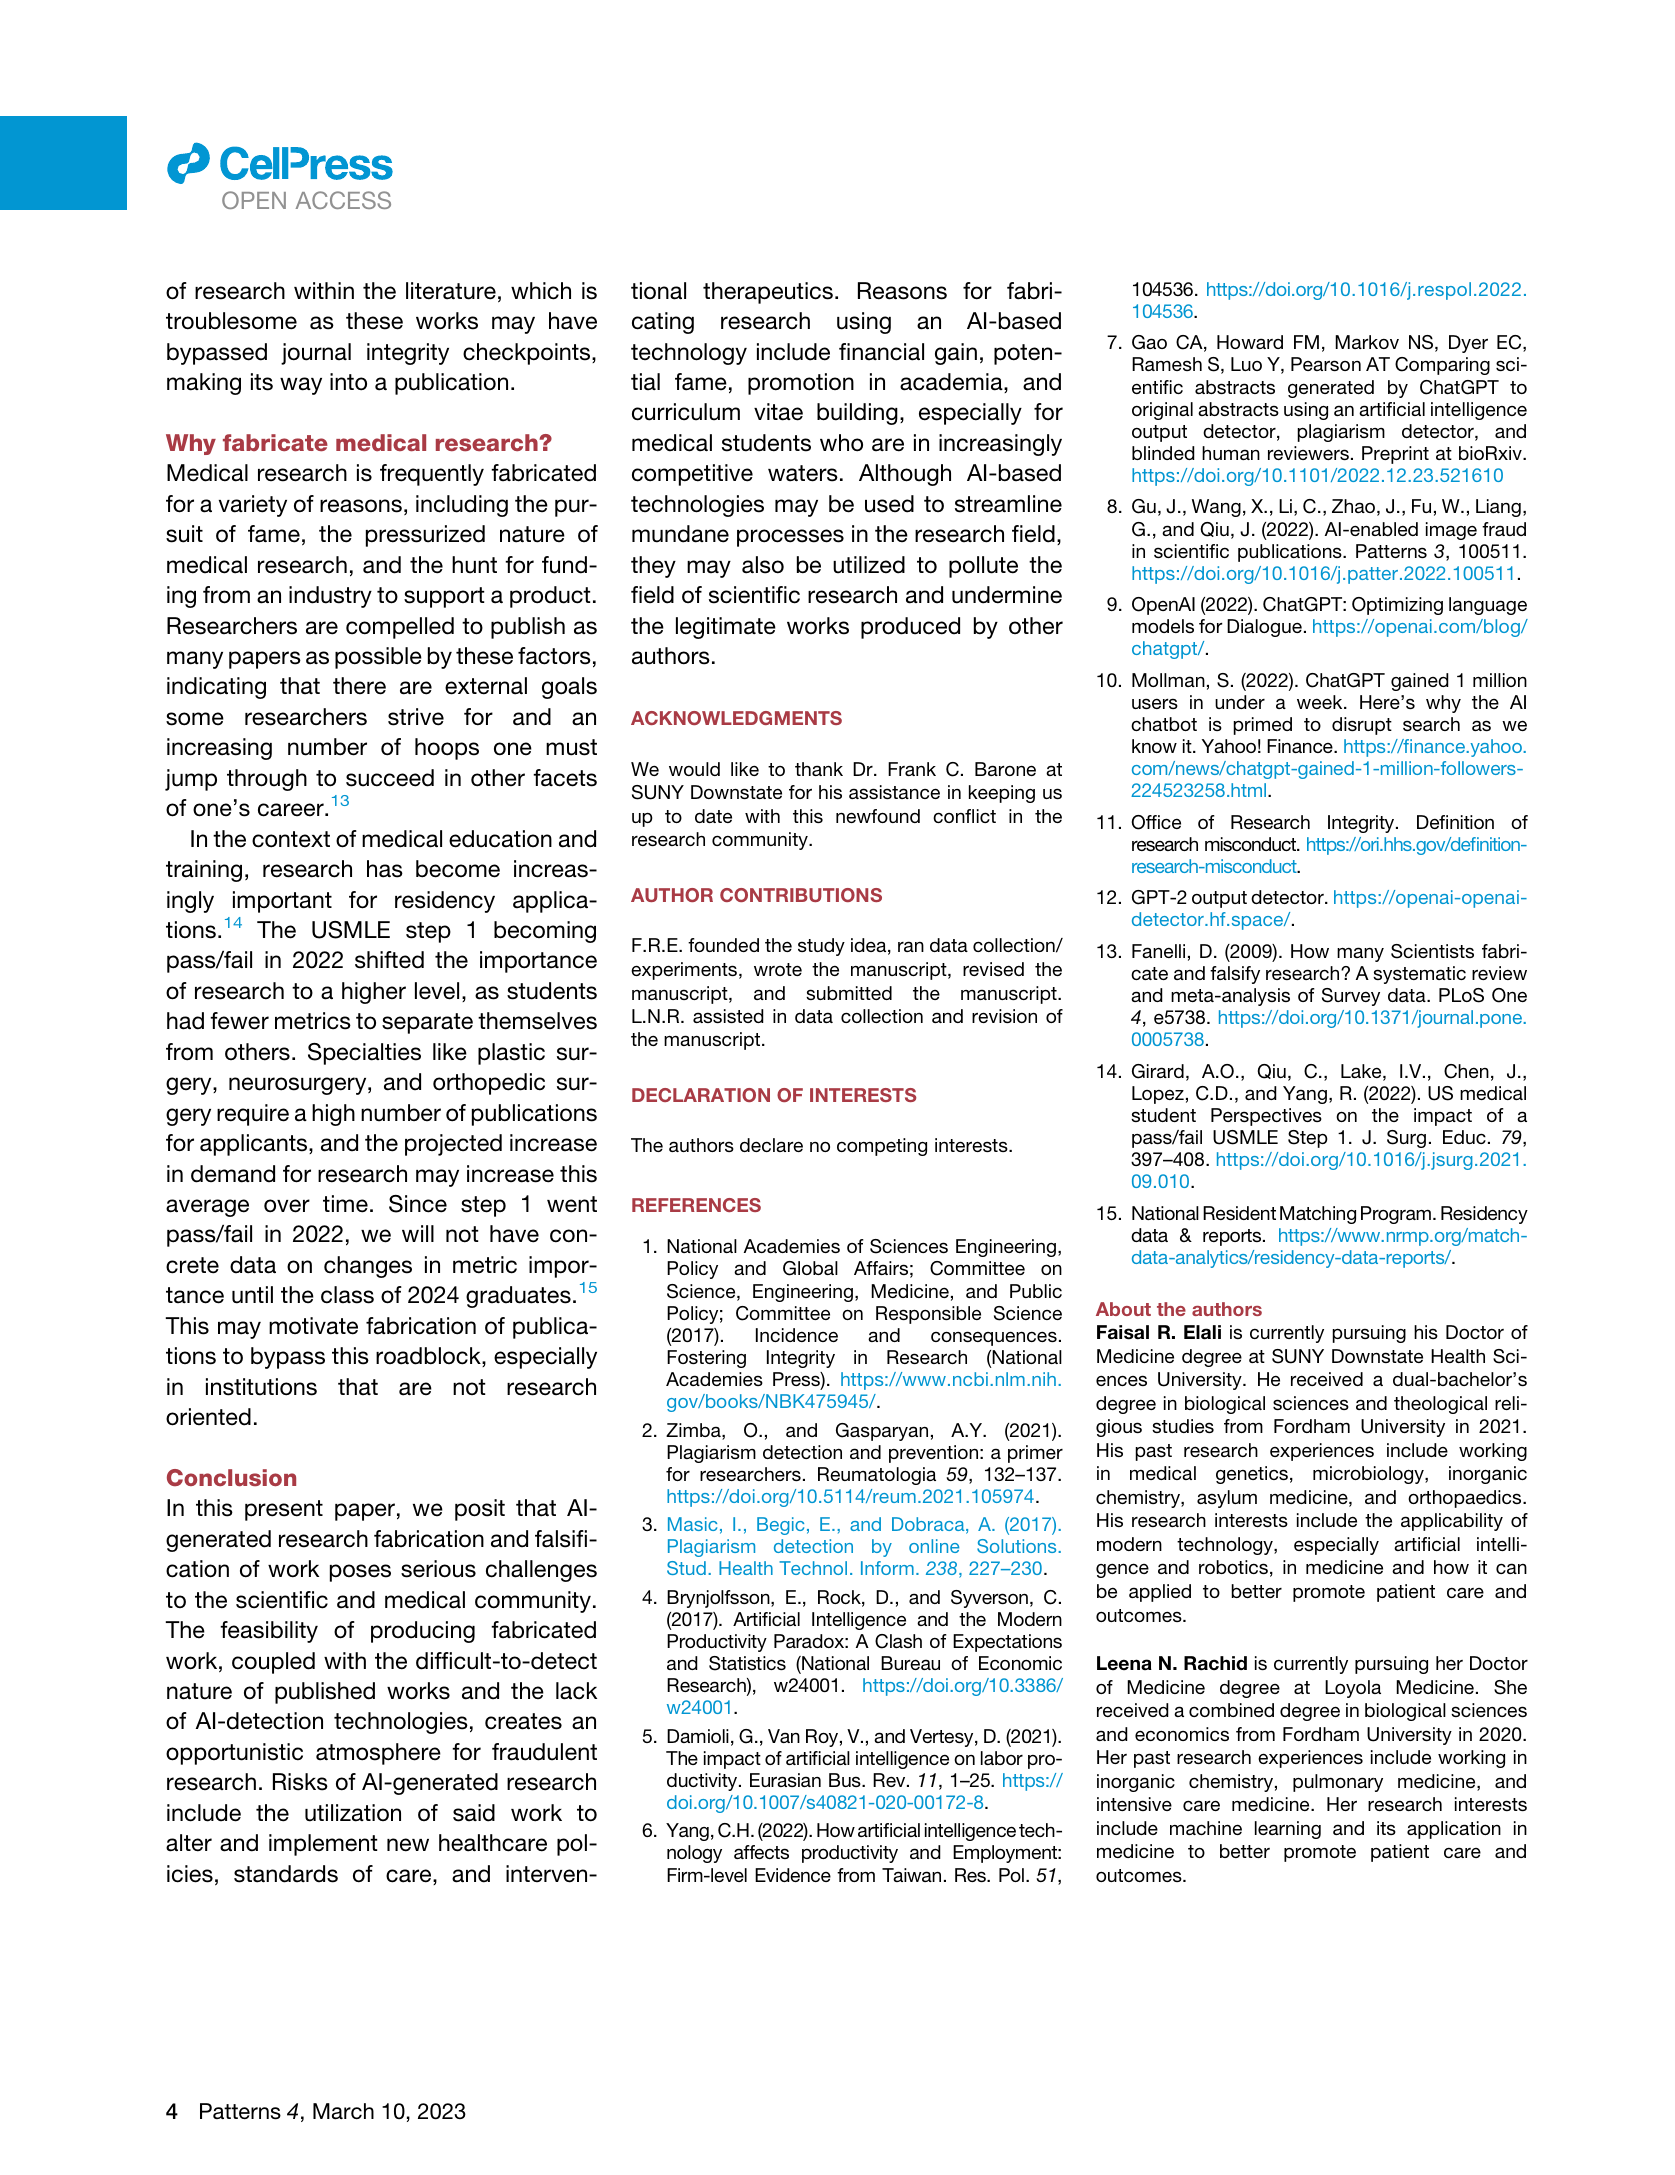 CellPress
OPEN ACCESS
of research within the literature, which is
troublesome as these works may have
bypassed journal integrity checkpoints,
making its way into a publication.
Why fabricate medical research?
Medical research is frequently fabricated
for a variety of reasons, including the pur-
suit of fame, the pressurized nature of
medical research, and the hunt for fund-
ing from an industry to support a product.
Researchers are compelled to publish as
many papers as possible by these factors,
indicating that there are external goals
some researchers strive for and an
increasing number of hoops one must
jump through to succeed in other facets
of one's career.13
In the context of medical education and
training, research has become increas-
ingly important for residency applica-
tions.14 The USMLE step 1 becoming
pass/fail in 2022 shifted the importance
of research to a higher level, as students
had fewer metrics to separate themselves
from others. Specialties like plastic sur-
gery, neurosurgery, and orthopedic sur-
gery require a high number of publications
for applicants, and the projected increase
in demand for research may increase this
average over time. Since step 1 went
pass/fail in 2022, we will not have con-
crete data on changes in metric impor-
tance until the class of 2024 graduates.15
This may motivate fabrication of publica-
tions to bypass this roadblock, especially
in institutions that are not research
oriented.
Conclusion
In this present paper, we posit that AI-
generated research fabrication and falsifi-
cation of work poses serious challenges
to the scientific and medical community.
The feasibility of producing fabricated
work, coupled with the difficult-to-detect
nature of published works and the lack
of AI-detection technologies, creates an
opportunistic atmosphere for fraudulent
research. Risks of AI-generated research
include the utilization of said work to
alter and implement new healthcare pol-
icies, standards of care, and interven-
tional therapeutics. Reasons for fabri-
cating research using an AI-based
technology include financial gain, poten-
tial fame, promotion in academia, and
curriculum vitae building, especially for
medical students who are in increasingly
competitive waters. Although AI-based
technologies may be used to streamline
mundane processes in the research field,
they may also be utilized to pollute the
field of scientific research and undermine
the legitimate works produced by other
authors.
ACKNOWLEDGMENTS
We would like to thank Dr. Frank C. Barone at
SUNY Downstate for his assistance in keeping us
up to date with this newfound conflict in the
research community.
AUTHOR CONTRIBUTIONS
F.R.E. founded the study idea, ran data collection/
experiments, wrote the manuscript, revised the
manuscript, and submitted the manuscript.
L.N.R. assisted in data collection and revision of
the manuscript.
DECLARATION OF INTERESTS
The authors declare no competing interests.
REFERENCES
1. National Academies of Sciences Engineering,
Policy and Global Affairs; Committee on
Science, Engineering, Medicine, and Public
Policy; Committee on Responsible Science
(2017). Incidence and consequences.
Fostering Integrity in Research (National
Academies Press). https://www.ncbi.nlm.nih.
gov/books/NBK475945/.
2. Zimba, O., and Gasparyan, A.Y. (2021).
Plagiarism detection and prevention: a primer
for researchers. Reumatologia 59, 132–137.
https://doi.org/10.5114/reum.2021.105974.
3. Masic, I., Begic, E., and Dobraca, A. (2017).
Plagiarism detection by online Solutions.
Stud. Health Technol. Inform. 238, 227–230.
4. Brynjolfsson, E., Rock, D., and Syverson, C.
(2017). Artificial Intelligence and the Modern
Productivity Paradox: A Clash of Expectations
and Statistics (National Bureau of Economic
Research), w24001. https://doi.org/10.3386/
w24001.
5. Damioli, G., Van Roy, V., and Vertesy, D. (2021).
The impact of artificial intelligence on labor pro-
ductivity. Eurasian Bus. Rev. 11, 1–25. https://
doi.org/10.1007/s40821-020-00172-8.
6. Yang, C.H. (2022). How artificial intelligence tech-
nology affects productivity and Employment:
Firm-level Evidence from Taiwan. Res. Pol. 51,
104536. https://doi.org/10.1016/j.respol.2022.
104536.
7. Gao CA, Howard FM, Markov NS, Dyer EC,
Ramesh S, Luo Y, Pearson AT Comparing sci-
entific abstracts generated by ChatGPT to
original abstracts using an artificial intelligence
output detector, plagiarism detector, and
blinded human reviewers. Preprint at bioRxiv.
https://doi.org/10.1101/2022.12.23.521610
8. Gu, J., Wang, X., Li, C., Zhao, J., Fu, W., Liang,
G., and Qiu, J. (2022). AI-enabled image fraud
in scientific publications. Patterns 3, 100511.
https://doi.org/10.1016/j.patter.2022.100511.
9. OpenAI (2022). ChatGPT: Optimizing language
models for Dialogue. https://openai.com/blog/
chatgpt/.
10. Mollman, S. (2022). ChatGPT gained 1 million
users in under a week. Here's why the AI
chatbot is primed to disrupt search as we
know it. Yahoo! Finance. https://finance.yahoo.
com/news/chatgpt-gained-1-million-followers-
224523258.html.
11. Office of Research Integrity. Definition of
research misconduct. https://ori.hhs.gov/definition-
research-misconduct.
12. GPT-2 output detector. https://openai-openai-
detector.hf.space/.
13. Fanelli, D. (2009). How many Scientists fabri-
cate and falsify research? A systematic review
and meta-analysis of Survey data. PLoS One
4, e5738. https://doi.org/10.1371/journal.pone.
0005738.
14. Girard, A.O., Qiu, C., Lake, I.V., Chen, J.,
Lopez, C.D., and Yang, R. (2022). US medical
student Perspectives on the impact of a
pass/fail USMLE Step 1. J. Surg. Educ. 79,
397–408. https://doi.org/10.1016/j.jsurg.2021.
09.010.
15. National Resident Matching Program. Residency
data & reports. https://www.nrmp.org/match-
data-analytics/residency-data-reports/.
About the authors
Faisal R. Elali is currently pursuing his Doctor of
Medicine degree at SUNY Downstate Health Sci-
ences University. He received a dual-bachelor's
degree in biological sciences and theological reli-
gious studies from Fordham University in 2021.
His past research experiences include working
in medical genetics, microbiology, inorganic
chemistry, asylum medicine, and orthopaedics.
His research interests include the applicability of
modern technology, especially artificial intelli-
gence and robotics, in medicine and how it can
be applied to better promote patient care and
outcomes.
Leena N. Rachid is currently pursuing her Doctor
of Medicine degree at Loyola Medicine. She
received a combined degree in biological sciences
and economics from Fordham University in 2020.
Her past research experiences include working in
inorganic chemistry, pulmonary medicine, and
intensive care medicine. Her research interests
include machine learning and its application in
medicine to better promote patient care and
outcomes.
4 Patterns 4, March 10, 2023